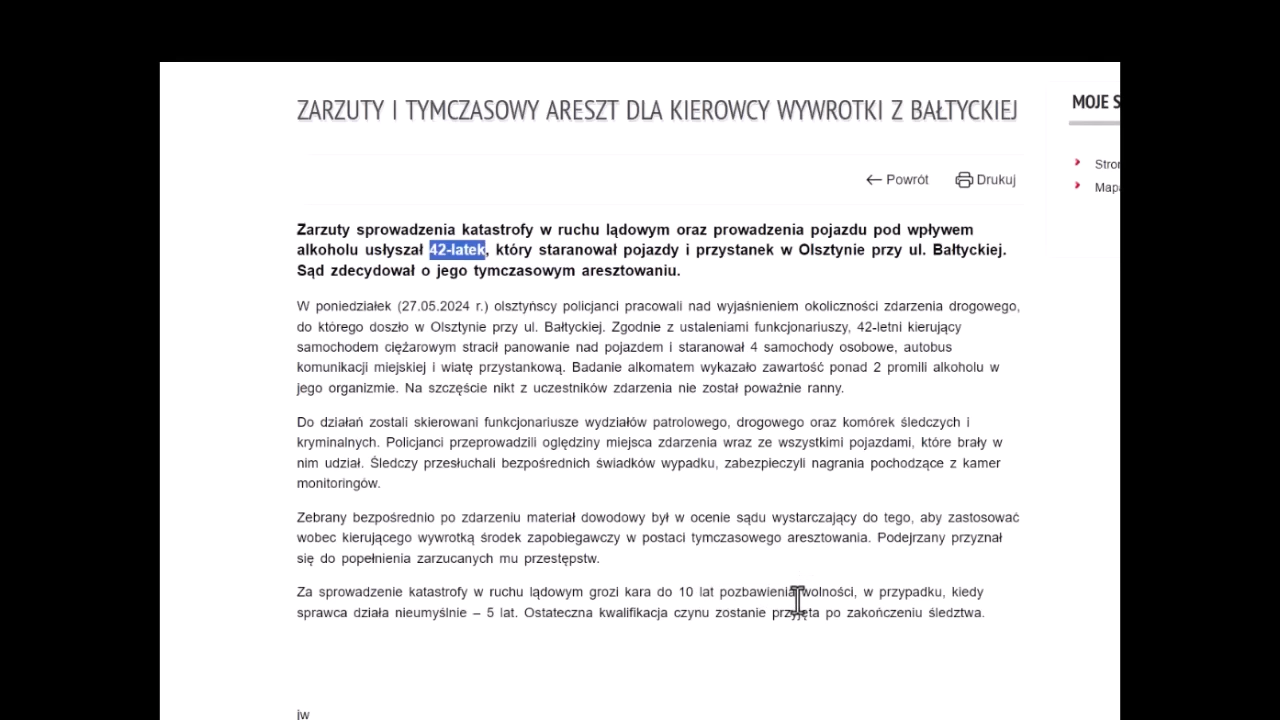 ZARZUTY I TYMCZASOWY ARESZT DLA KIEROWCY WYWROTKI Z BAŁTYCKIEJ
MOJE S
Powrót
Drukuj
Stron
Mapa
Zarzuty sprowadzenia katastrofy w ruchu lądowym oraz prowadzenia pojazdu pod wpływem
alkoholu usłyszał 42-latek, który staranował pojazdy i przystanek w Olsztynie przy ul. Bałtyckiej.
Sąd zdecydował o jego tymczasowym aresztowaniu.
W poniedziałek (27.05.2024 r.) olsztyńscy policjanci pracowali nad wyjaśnieniem okoliczności zdarzenia drogowego,
do którego doszło w Olsztynie przy ul. Bałtyckiej. Zgodnie z ustaleniami funkcjonariuszy, 42-letni kierujący
samochodem ciężarowym stracił panowanie nad pojazdem i staranował 4 samochody osobowe, autobus
komunikacji miejskiej i wiatę przystankową. Badanie alkomatem wykazało zawartość ponad 2 promili alkoholu w
jego organizmie. Na szczęście nikt z uczestników zdarzenia nie został poważnie ranny.
Do działań zostali skierowani funkcjonariusze wydziałów patrolowego, drogowego oraz komórek śledczych i
kryminalnych. Policjanci przeprowadzili oględziny miejsca zdarzenia wraz ze wszystkimi pojazdami, które brały w
nim udział. Śledczy przesłuchali bezpośrednich świadków wypadku, zabezpieczyli nagrania pochodzące z kamer
monitoringów.
Zebrany bezpośrednio po zdarzeniu materiał dowodowy był w ocenie sądu wystarczający do tego, aby zastosować
wobec kierującego wywrotką środek zapobiegawczy w postaci tymczasowego aresztowania. Podejrzany przyznał
się do popełnienia zarzucanych mu przestępstw.
Za sprowadzenie katastrofy w ruchu lądowym grozi kara do 10 lat pozbawienia wolności, w przypadku, kiedy
sprawca działa nieumyślnie – 5 lat. Ostateczna kwalifikacja czynu zostanie przyjęta po zakończeniu śledztwa.
jw